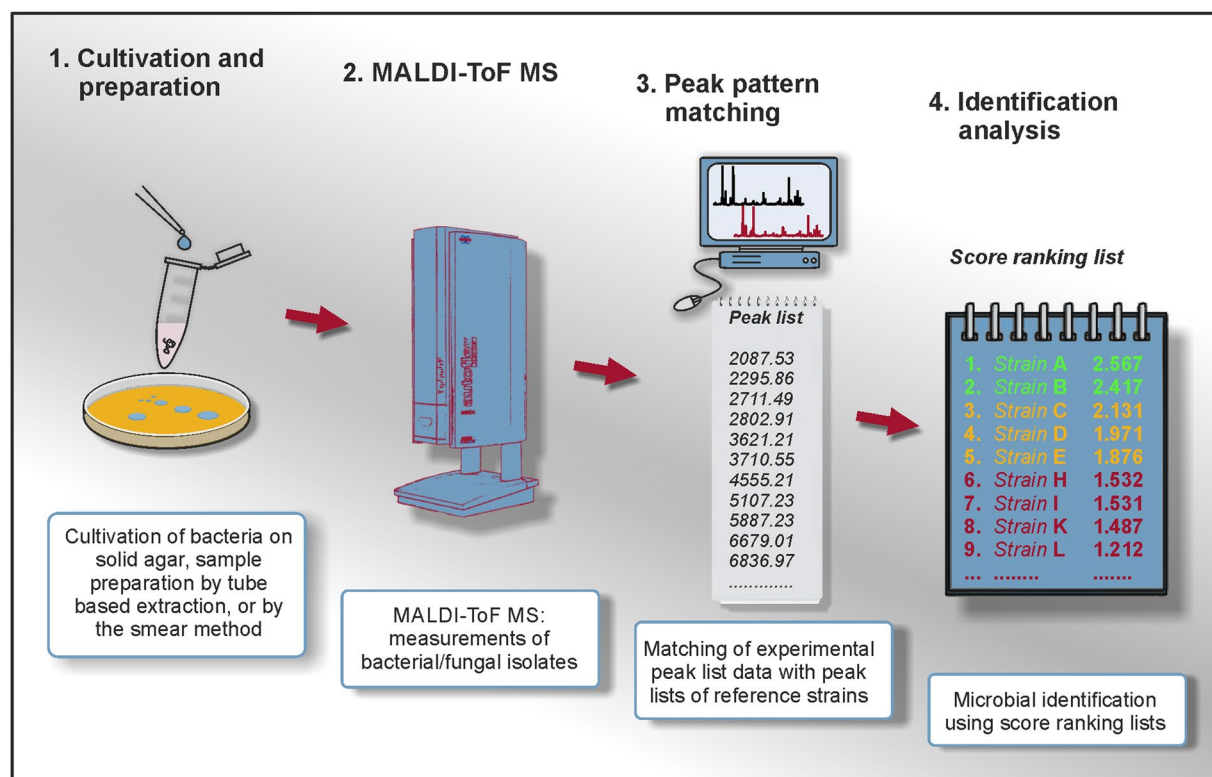 1. Cultivation and
preparation
2. MALDI-ToF MS
3. Peak pattern
matching
4. Identification
analysis
autoflex
Peak list
2087.53
2295.86
2711.49
2802.91
3621.21
3710.55
4555.21
5107.23
5887.23
6679.01
6836.97
.............
Score ranking list
1. Strain A 2.567
2. Strain B 2.417
3. Strain C 2.131
4. Strain D 1.971
5. Strain E 1.876
6. Strain H 1.532
7. Strain I 1.531
8. Strain K 1.487
9. Strain L 1.212
... ........ .......
Cultivation of bacteria on
solid agar, sample
preparation by tube
based extraction, or by
the smear method
MALDI-ToF MS:
measurements of
bacterial/fungal isolates
Matching of experimental
peak list data with peak
lists of reference strains
Microbial identification
using score ranking lists